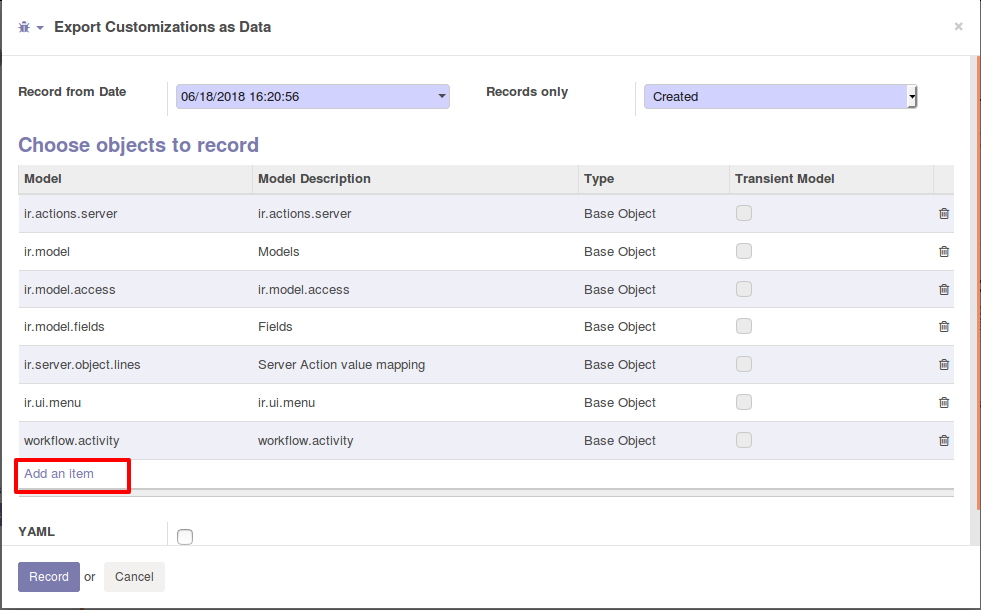 Export Customizations as Data ×
Record from Date 06/18/2018 16:20:56 Records only Created
Choose objects to record
Model Model Description Type Transient Model
ir.actions.server ir.actions.server Base Object
ir.model Models Base Object
ir.model.access ir.model.access Base Object
ir.model.fields Fields Base Object
ir.server.object.lines Server Action value mapping Base Object
ir.ui.menu ir.ui.menu Base Object
workflow.activity workflow.activity Base Object
Add an item
YAML
Record or Cancel